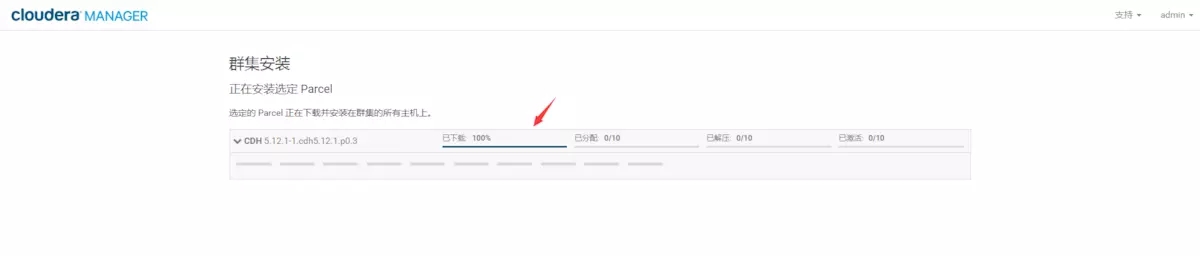 cloudera MANAGER
支持 admin
群集安装
正在安装选定 Parcel
选定的 Parcel 正在下载并安装在群集的所有主机上。
CDH 5.12.1-1.cdh5.12.1.p0.3 已下载: 100% 已分配: 0/10 已解压: 0/10 已激活: 0/10